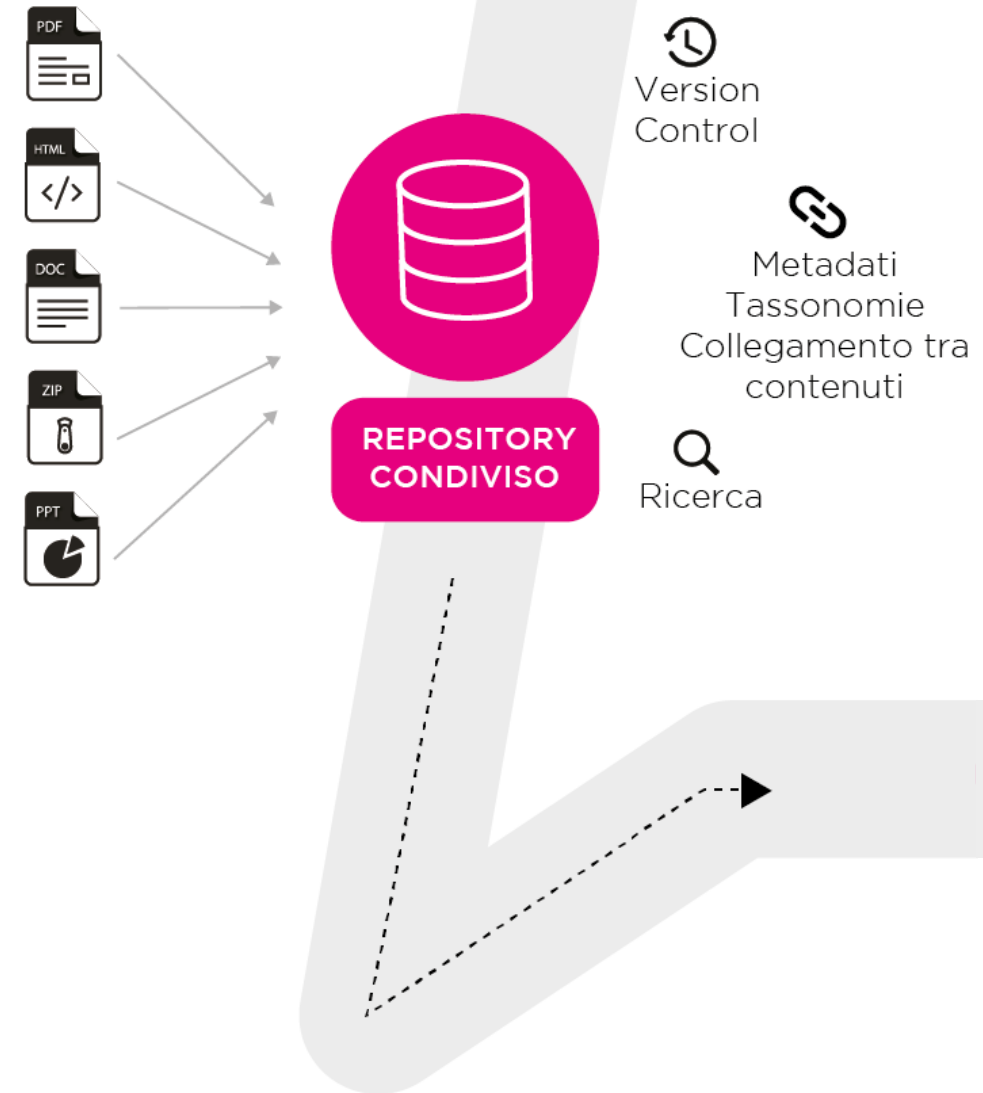 PDF
HTML
</>
DOC
ZIP
PPT
REPOSITORY
CONDIVISO
Version
Control
Metadati
Tassonomie
Collegamento tra
contenuti
Ricerca